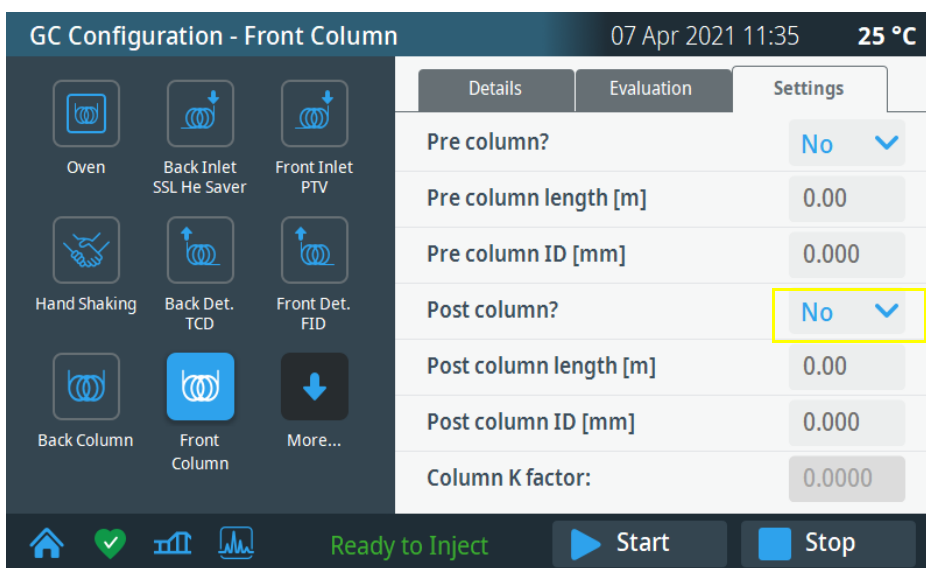 GC Configuration - Front Column
07 Apr 2021 11:35
25 °C
Oven
Back Inlet
SSL He Saver
Front Inlet
PTV
Hand Shaking
Back Det.
TCD
Front Det.
FID
Back Column
Front
Column
More...
Details
Evaluation
Settings
Pre column?
No
Pre column length [m]
0.00
Pre column ID [mm]
0.000
Post column?
No
Post column length [m]
0.00
Post column ID [mm]
0.000
Column K factor:
0.0000
Ready to Inject
Start
Stop